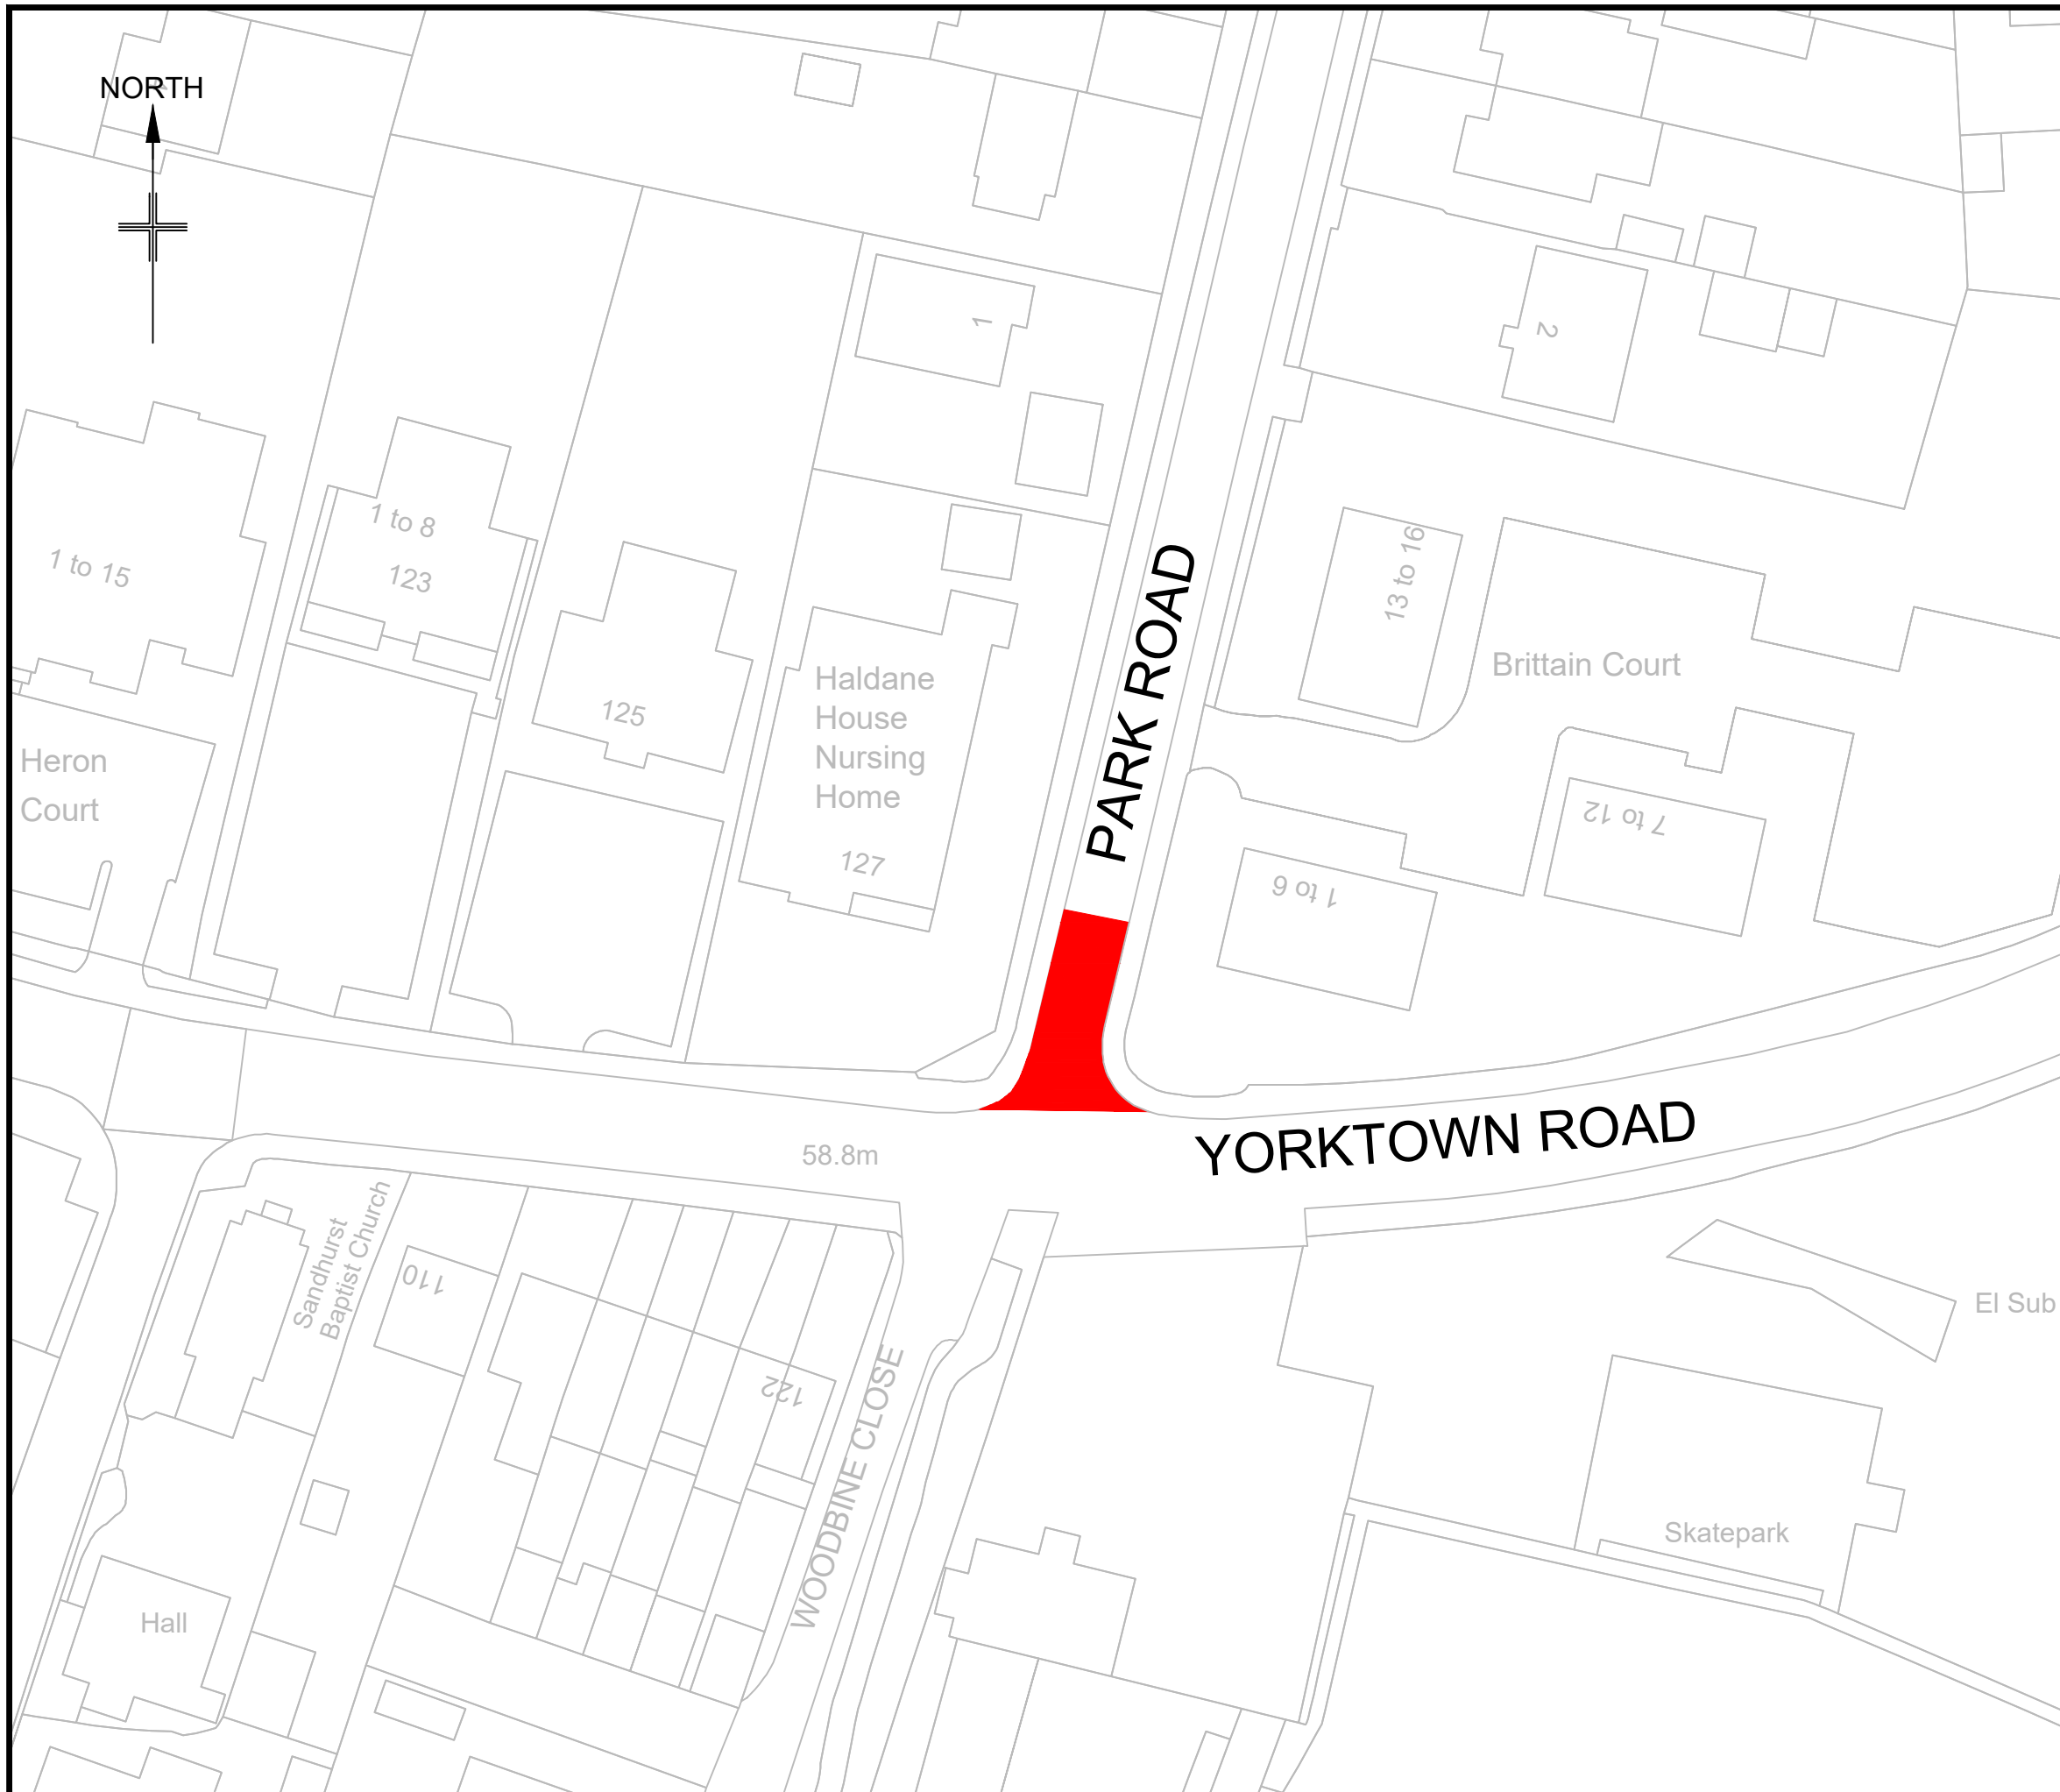 NORTH
1
2
1 to 8
123
1 to 15
13 to 16
PARK ROAD
Brittain Court
Haldane
House
Nursing
Home
125
127
Heron
Court
7 to 12
1 to 6
YORKTOWN ROAD
58.8m
Sandhurst
Baptist Church
110
El Sub
122
WOODBINE CLOSE
Skatepark
Hall